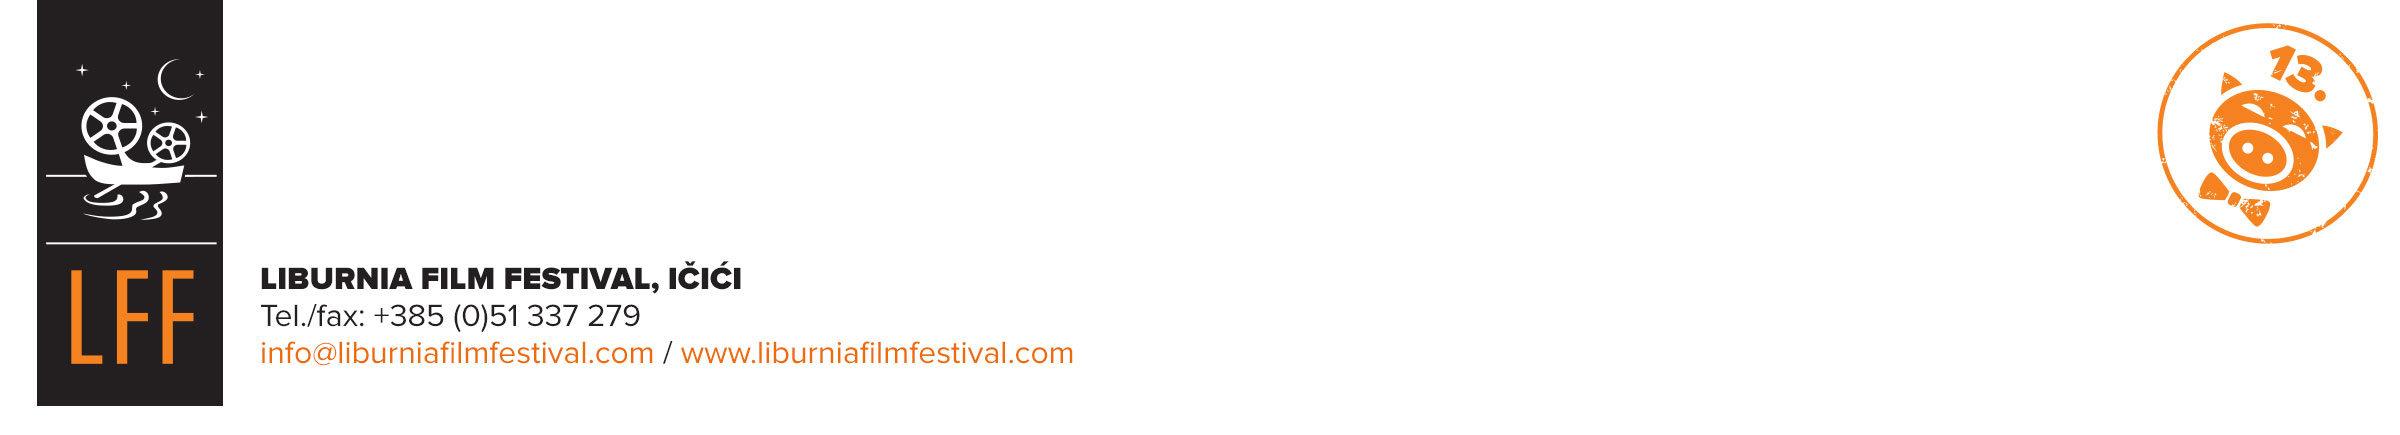 13.
LFF
LIBURNIA FILM FESTIVAL, IČIĆI
Tel./fax: +385 (0)51 337 279
info@liburniafilmfestival.com / www.liburniafilmfestival.com